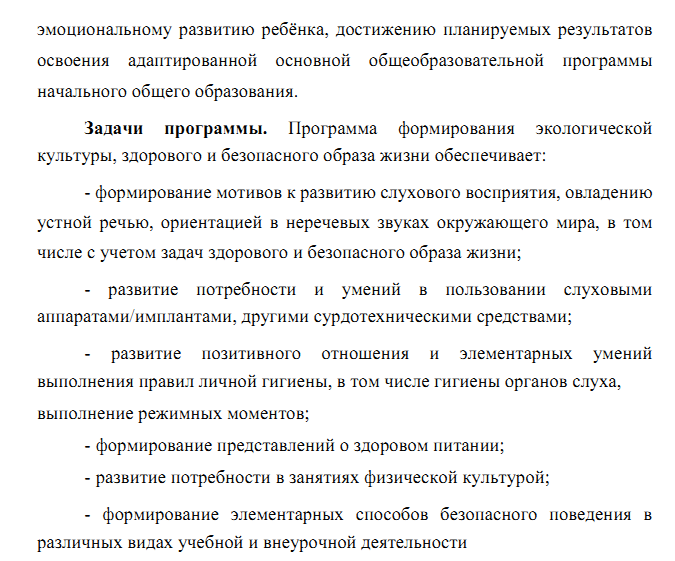 эмоциональному развитию ребёнка, достижению планируемых результатов
освоения адаптированной основной общеобразовательной программы
начального общего образования.
Задачи программы. Программа формирования экологической
культуры, здорового и безопасного образа жизни обеспечивает:
- формирование мотивов к развитию слухового восприятия, овладению
устной речью, ориентацией в неречевых звуках окружающего мира, в том
числе с учетом задач здорового и безопасного образа жизни;
- развитие потребности и умений в пользовании слуховыми
аппаратами/имплантами, другими сурдотехническими средствами;
- развитие позитивного отношения и элементарных умений
выполнения правил личной гигиены, в том числе гигиены органов слуха,
выполнение режимных моментов;
- формирование представлений о здоровом питании;
- развитие потребности в занятиях физической культурой;
- формирование элементарных способов безопасного поведения в
различных видах учебной и внеурочной деятельности